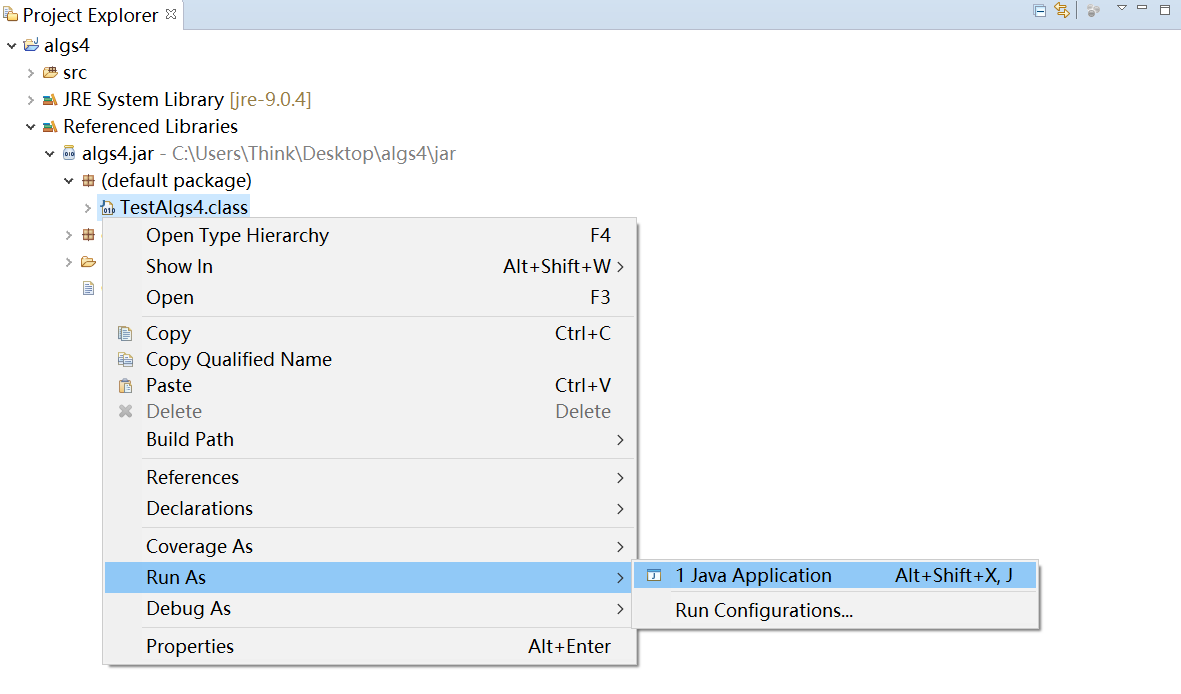 Project Explorer
algs4
src
JRE System Library [jre-9.0.4]
Referenced Libraries
algs4.jar - C:\Users\Think\Desktop\algs4\jar
(default package)
TestAlgs4.class
Open Type Hierarchy F4
Show In Alt+Shift+W
Open F3
Copy Ctrl+C
Copy Qualified Name
Paste Ctrl+V
Delete Delete
Build Path
References
Declarations
Coverage As
Run As
1 Java Application Alt+Shift+X, J
Run Configurations...
Debug As
Properties Alt+Enter